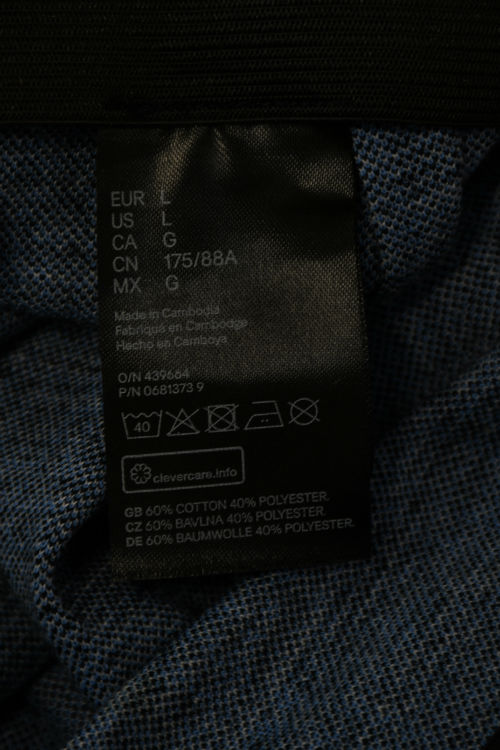 EUR L
US L
CA G
CN 175/88A
MX G
Made in Cambodia
Fabriqué en Cambodge
Hecho en Camboya
O/N 439664
P/N 0681373 9
40
clevercare.info
GB 60% COTTON 40% POLYESTER.
CZ 60% BAVLNA 40% POLYESTER.
DE 60% BAUMWOLLE 40% POLYESTER.